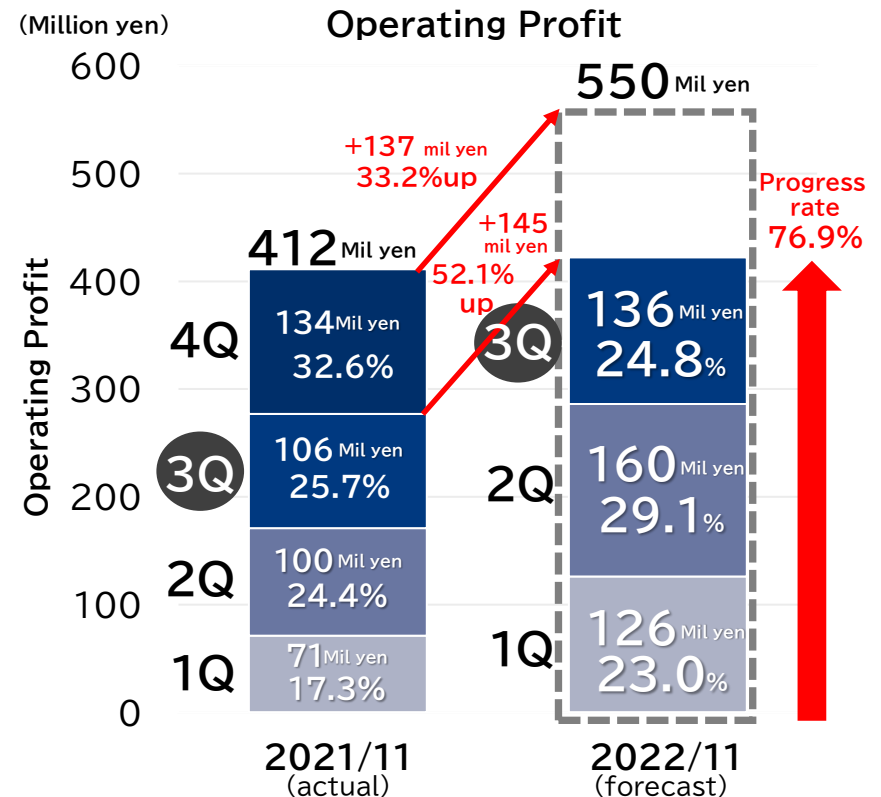 (Million yen)
Operating Profit
600
500
400
300
200
100
0
Operating Profit
412 Mil yen
4Q
134 Mil yen
32.6%
3Q
106 Mil yen
25.7%
2Q
100 Mil yen
24.4%
1Q
71 Mil yen
17.3%
2021/11
(actual)
+137 mil yen
33.2%up
+145
mil yen
52.1%
up
550 Mil yen
3Q
136 Mil yen
24.8%
2Q
160 Mil yen
29.1%
1Q
126 Mil yen
23.0%
2022/11
(forecast)
Progress
rate
76.9%